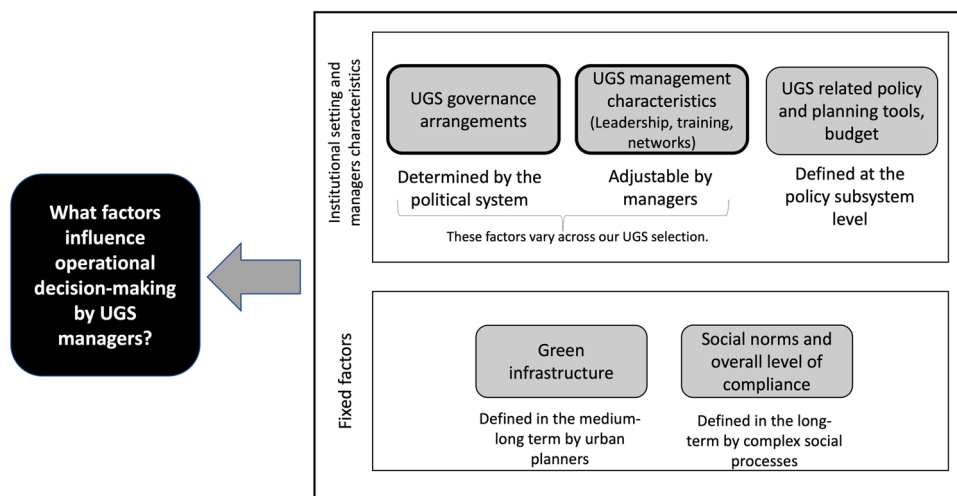 What factors
influence
operational
decision-making
by UGS
managers?
Institutional setting and
managers characteristics
UGS governance
arrangements
Determined by the
political system
UGS management
characteristics
(Leadership, training,
networks)
Adjustable by
managers
These factors vary across our UGS selection.
UGS related policy
and planning tools,
budget
Defined at the
policy subsystem
level
Fixed factors
Green
infrastructure
Defined in the medium-
long term by urban
planners
Social norms and
overall level of
compliance
Defined in the long-
term by complex social
processes